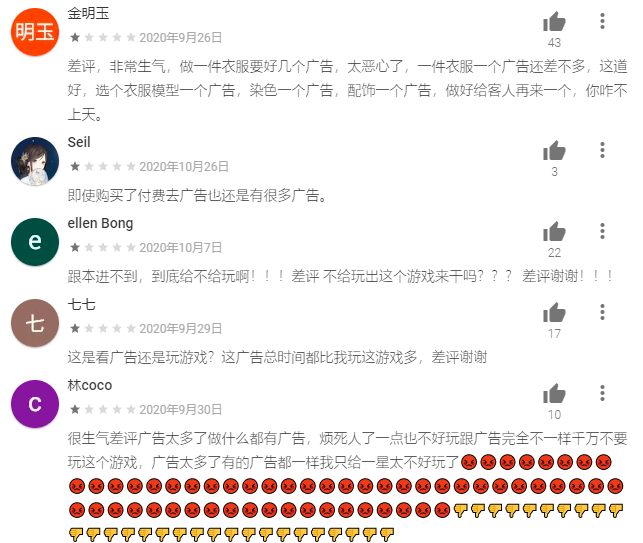 明玉
金明玉
2020年9月26日
43
差评，非常生气，做一件衣服要好几个广告，太恶心了，一件衣服一个广告还差不多，这道
好，选个衣服模型一个广告，染色一个广告，配饰一个广告，做好给客人再来一个，你咋不
上天。
Seil
2020年10月26日
3
即使购买了付费去广告也还是有很多广告。
e
ellen Bong
2020年10月7日
22
跟本进不到，到底给不给玩啊！！！差评 不给玩出这个游戏来干吗？？？ 差评谢谢！！！
七
七七
2020年9月29日
17
这是看广告还是玩游戏？这广告总时间都比我玩这游戏多，差评谢谢
c
林coco
2020年9月30日
10
很生气差评广告太多了做什么都有广告，烦死人了一点也不好玩跟广告完全不一样千万不要
玩这个游戏，广告太多了有的广告都一样我只给一星太不好玩了